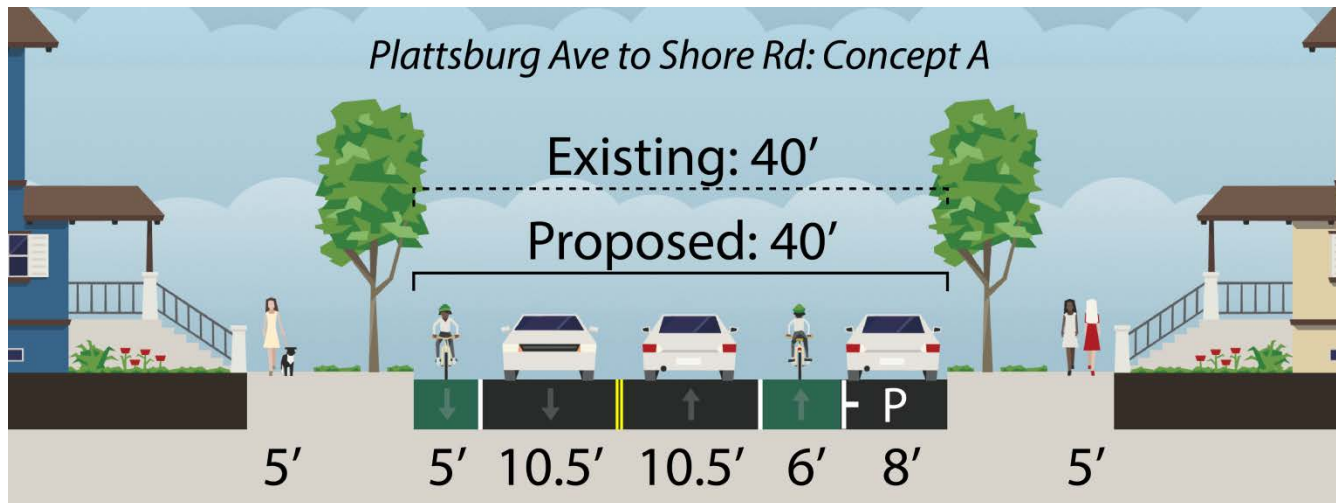 Plattsburg Ave to Shore Rd: Concept A
Existing: 40’
Proposed: 40’
P
5’ 5’ 10.5’ 10.5’ 6’ 8’ 5’